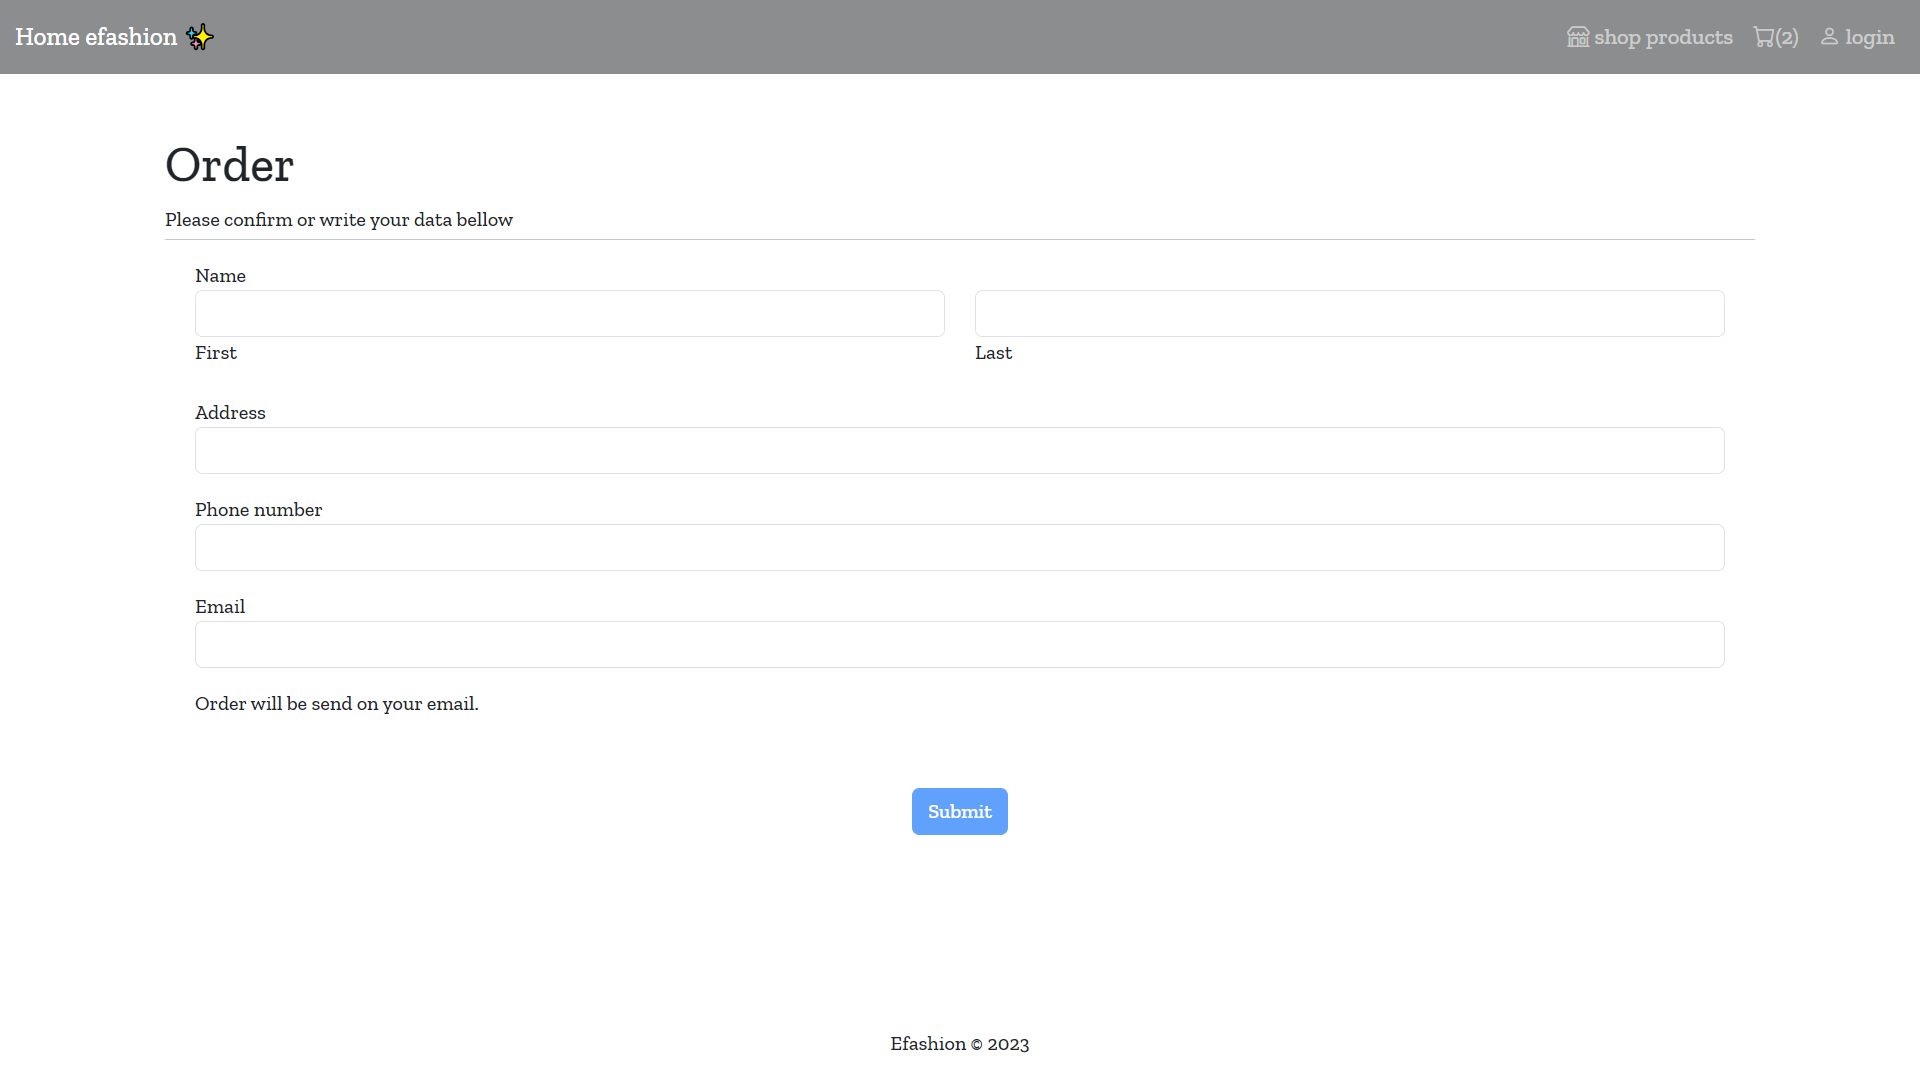 Home efashion ✨
shop products (2) login
Order
Please confirm or write your data bellow
Name
First Last
Address
Phone number
Email
Order will be send on your email.
Submit
Efashion © 2023